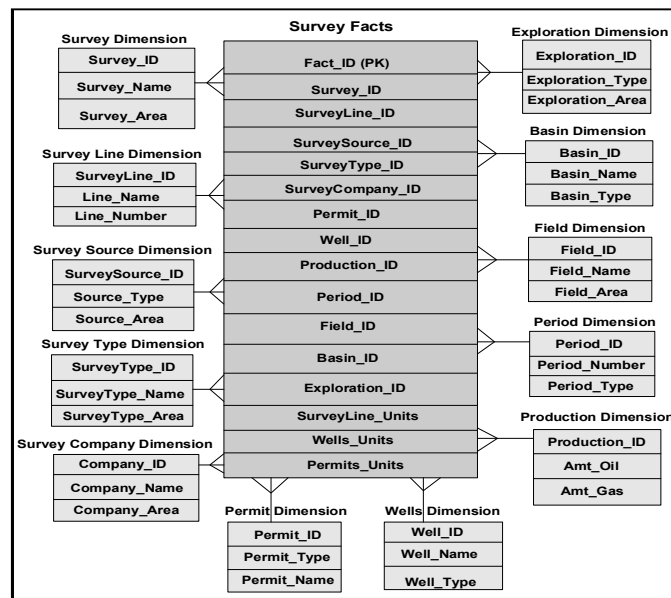 Survey Facts
Fact_ID (PK)
Survey_ID
SurveyLine_ID
SurveySource_ID
SurveyType_ID
SurveyCompany_ID
Permit_ID
Well_ID
Production_ID
Period_ID
Field_ID
Basin_ID
Exploration_ID
SurveyLine_Units
Wells_Units
Permits_Units
Survey Dimension
Survey_ID
Survey_Name
Survey_Area
Survey Line Dimension
SurveyLine_ID
Line_Name
Line_Number
Survey Source Dimension
SurveySource_ID
Source_Type
Source_Area
Survey Type Dimension
SurveyType_ID
SurveyType_Name
SurveyType_Area
Survey Company Dimension
Company_ID
Company_Name
Company_Area
Permit Dimension
Permit_ID
Permit_Type
Permit_Name
Wells Dimension
Well_ID
Well_Name
Well_Type
Exploration Dimension
Exploration_ID
Exploration_Type
Exploration_Area
Basin Dimension
Basin_ID
Basin_Name
Basin_Type
Field Dimension
Field_ID
Field_Name
Field_Area
Period Dimension
Period_ID
Period_Number
Period_Type
Production Dimension
Production_ID
Amt_Oil
Amt_Gas